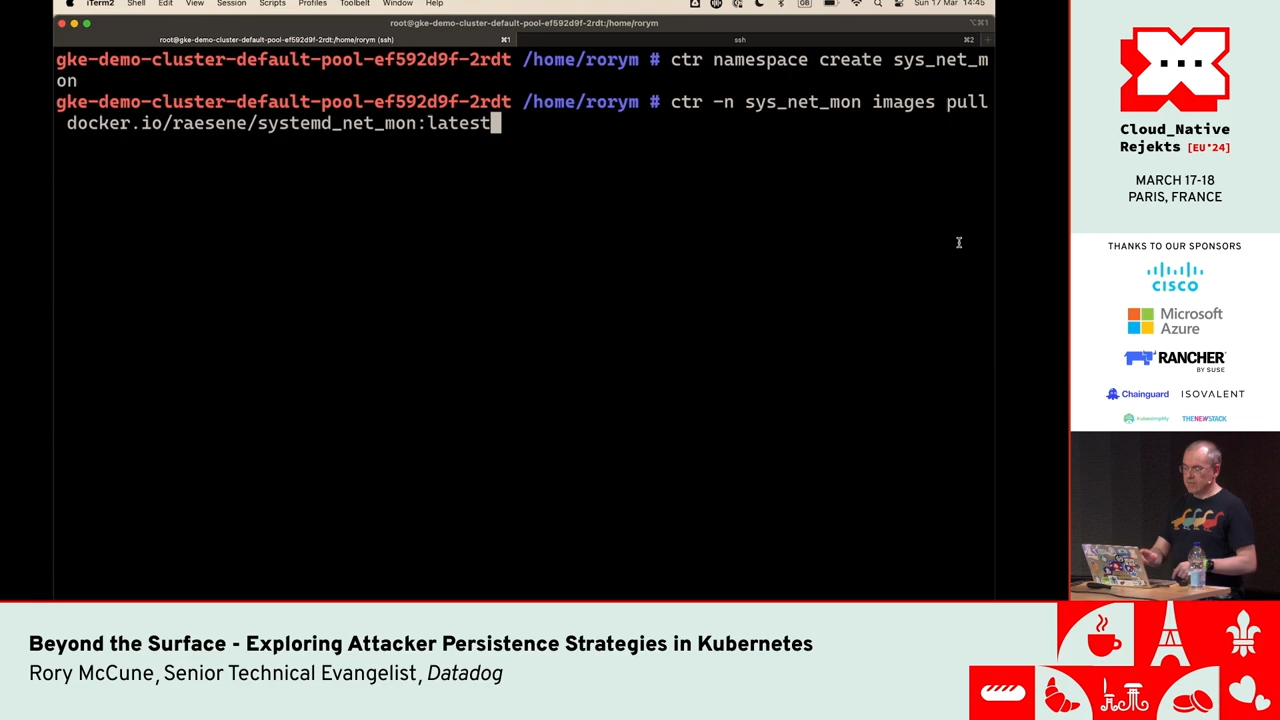 iTerm2 Shell Edit View Session Scripts Profiles Toolbelt Window Help
Sun 17 Mar 14:45
root@gke-demo-cluster-default-pool-ef592d9f-2rdt:/home/rorym
⌥⌘1
root@gke-demo-cluster-default-pool-ef592d9f-2rdt:/home/rorym (ssh) ⌘1
ssh ⌘2
gke-demo-cluster-default-pool-ef592d9f-2rdt /home/rorym # ctr namespace create sys_net_m
on
gke-demo-cluster-default-pool-ef592d9f-2rdt /home/rorym # ctr -n sys_net_mon images pull
docker.io/raesene/systemd_net_mon:latest
Cloud_Native
Rejekts [EU'24]
MARCH 17-18
PARIS, FRANCE
THANKS TO OUR SPONSORS
CISCO
Microsoft
Azure
RANCHER
BY SUSE
Chainguard ISOVALENT
Kubesimplify THENEWSTACK
Beyond the Surface - Exploring Attacker Persistence Strategies in Kubernetes
Rory McCune, Senior Technical Evangelist, Datadog